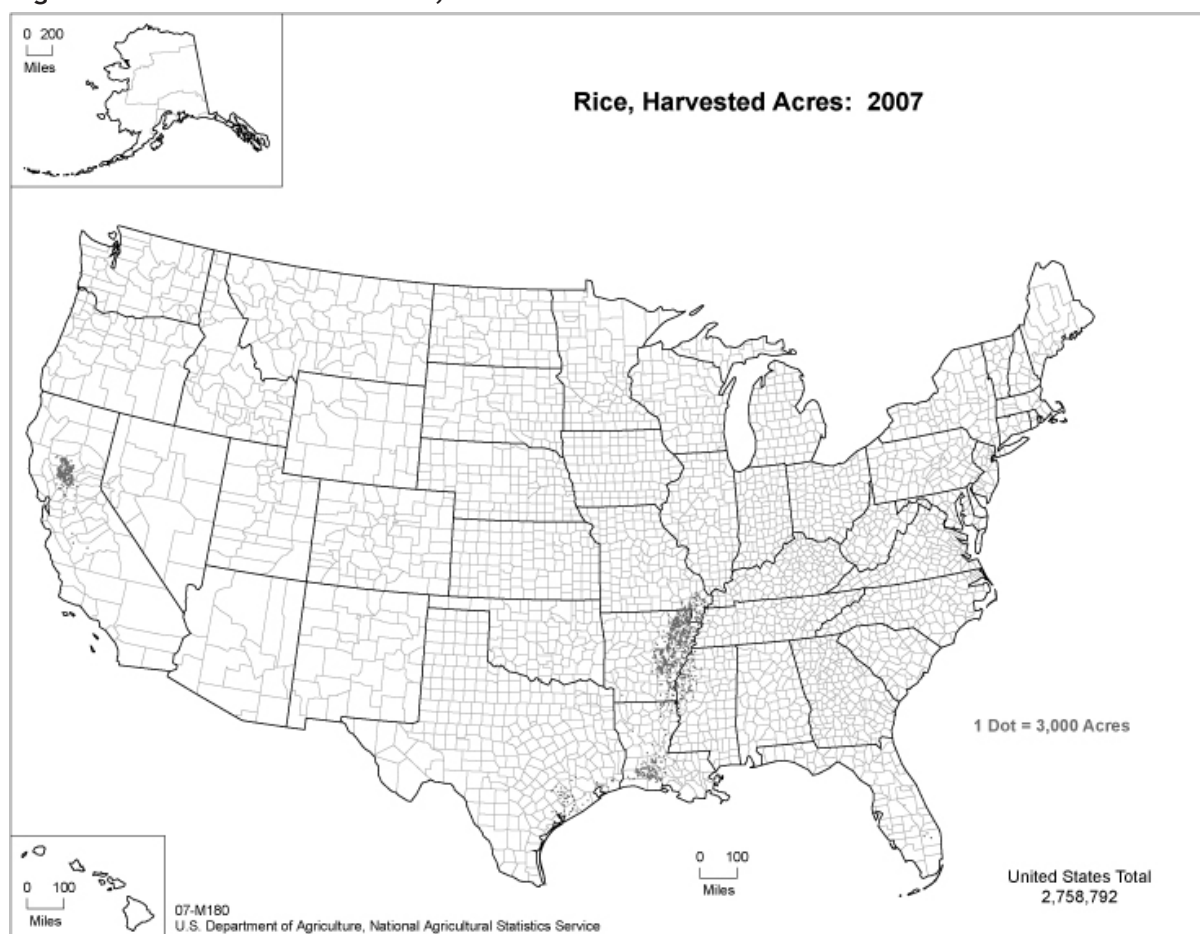 0 200
Miles
Rice, Harvested Acres: 2007
1 Dot = 3,000 Acres
0 100
Miles
United States Total
2,758,792
0 100
Miles
07-M180
U.S. Department of Agriculture, National Agricultural Statistics Service